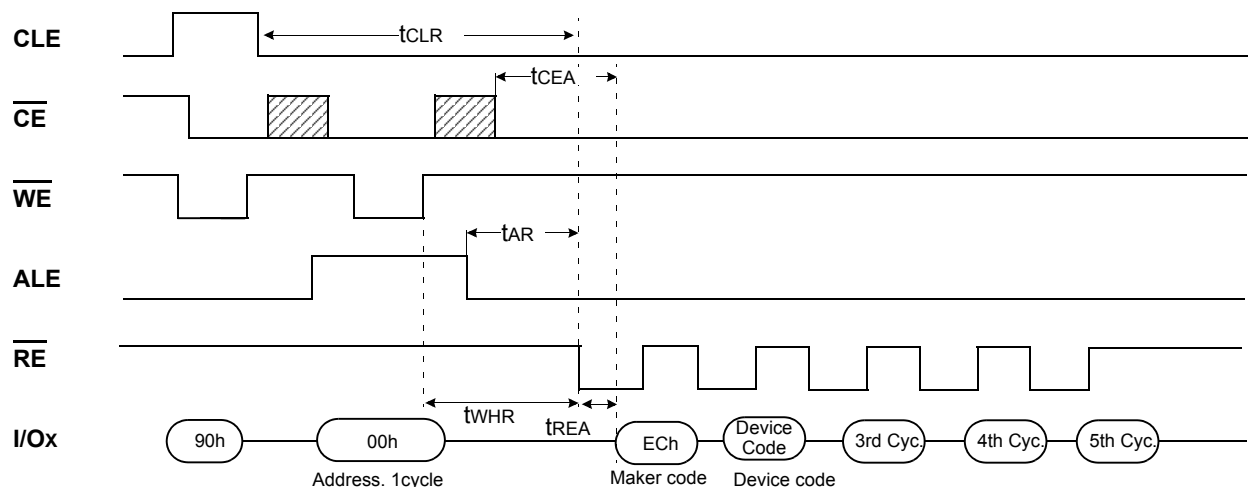 CLE
tCLR
tCEA
CE
WE
tAR
ALE
RE
tWHR
tREA
I/Ox
90h
00h
ECh
Device
Code
3rd Cyc.
4th Cyc.
5th Cyc.
Address. 1cycle
Maker code
Device code